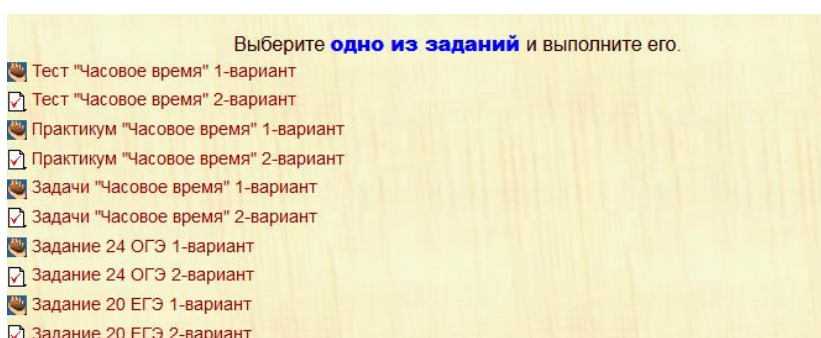 Выберите одно из заданий и выполните его.
Тест "Часовое время" 1-вариант
Тест "Часовое время" 2-вариант
Практикум "Часовое время" 1-вариант
Практикум "Часовое время" 2-вариант
Задачи "Часовое время" 1-вариант
Задачи "Часовое время" 2-вариант
Задание 24 ОГЭ 1-вариант
Задание 24 ОГЭ 2-вариант
Задание 20 ЕГЭ 1-вариант
Задание 20 ЕГЭ 2-вариант